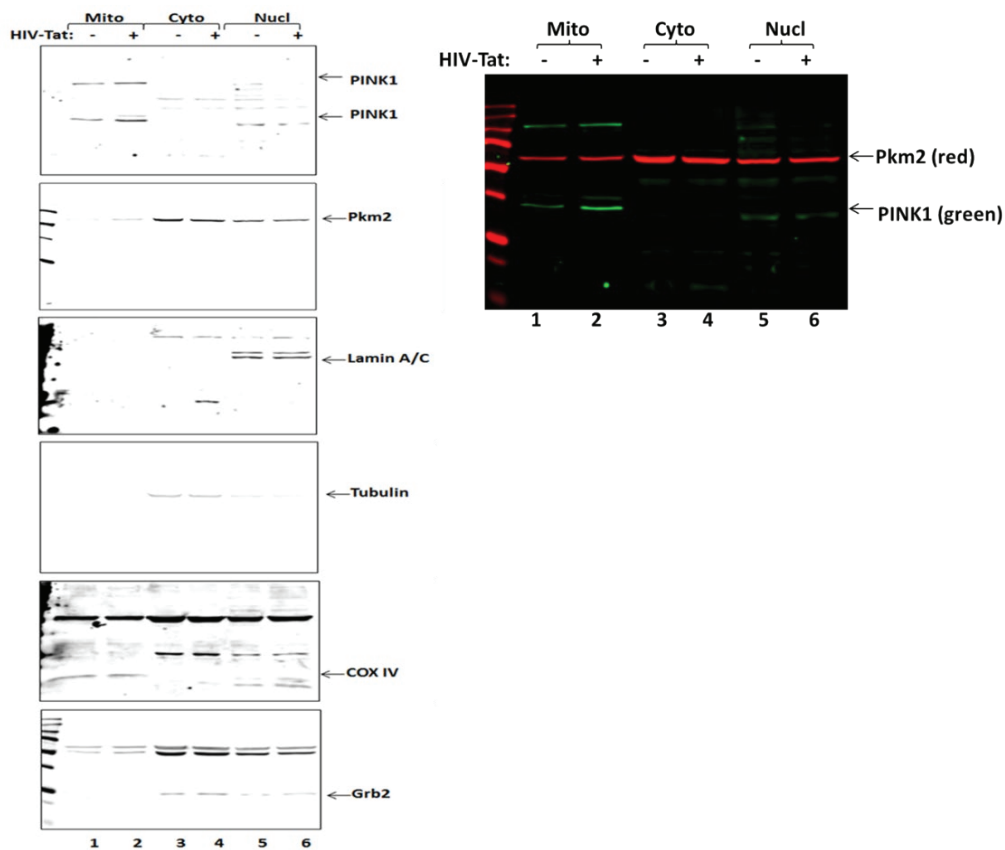 Mito Cyto Nucl
HIV-Tat: - + - + - +
PINK1
PINK1
Pkm2
Lamin A/C
Tubulin
COX IV
Grb2
1 2 3 4 5 6
Mito Cyto Nucl
HIV-Tat: - + - + - +
Pkm2 (red)
PINK1 (green)
1 2 3 4 5 6